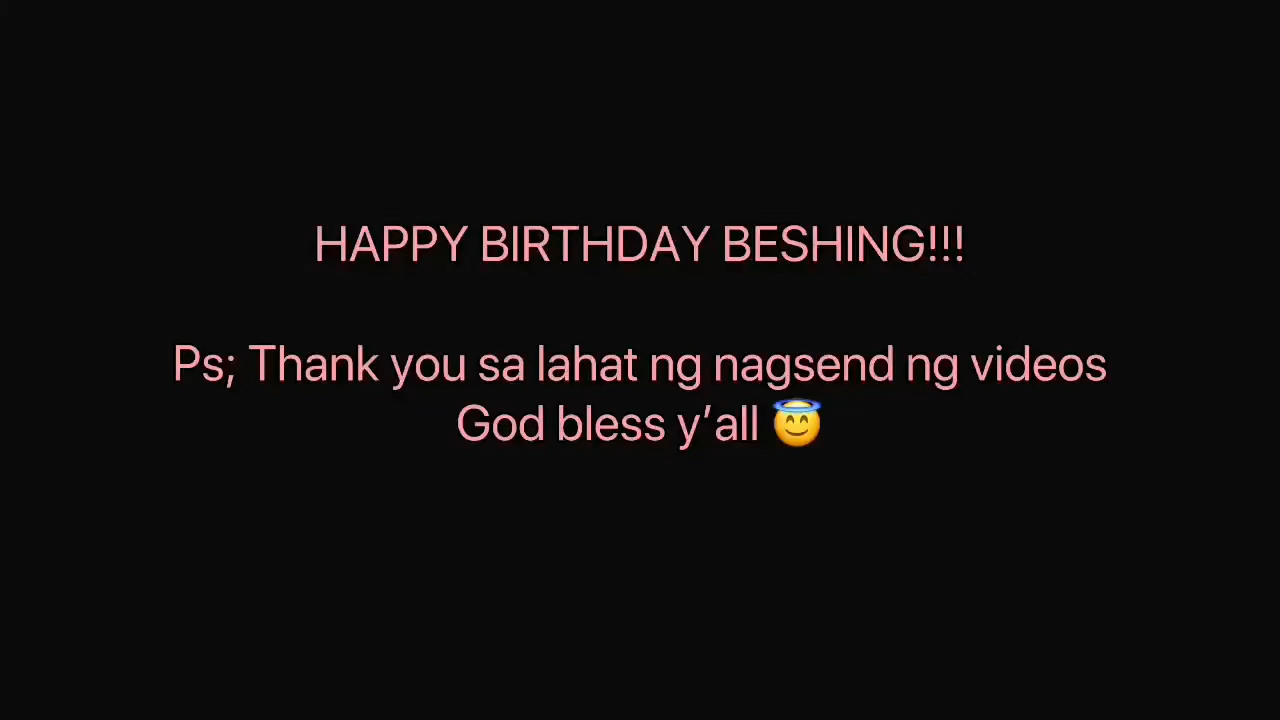 HAPPY BIRTHDAY BESHING!!!
Ps; Thank you sa lahat ng nagsend ng videos
God bless y’all 😇